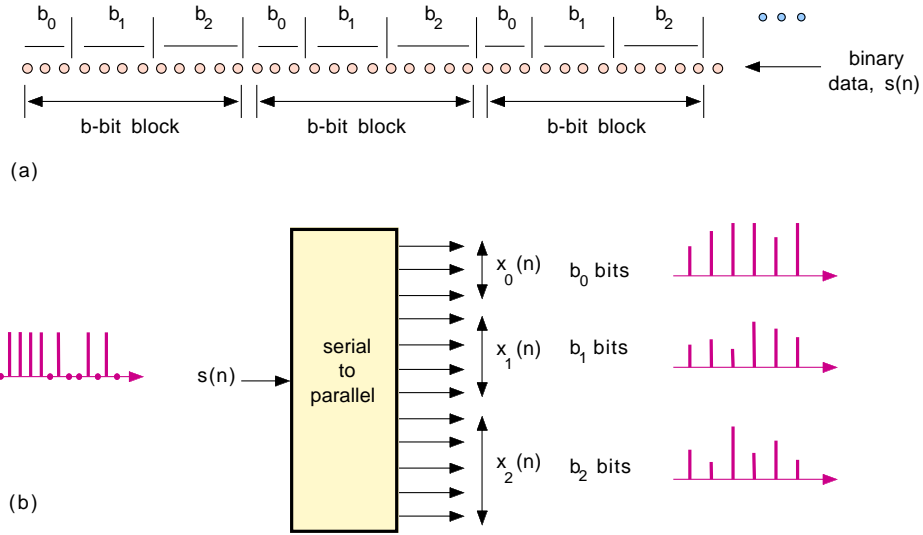 b₀ b₁ b₂ b₀ b₁ b₂ b₀ b₁ b₂
binary
data, s(n)
b-bit block b-bit block b-bit block
(a)
x₀(n) b₀ bits
s(n)
serial
to
parallel
x₁(n) b₁ bits
x₂(n) b₂ bits
(b)